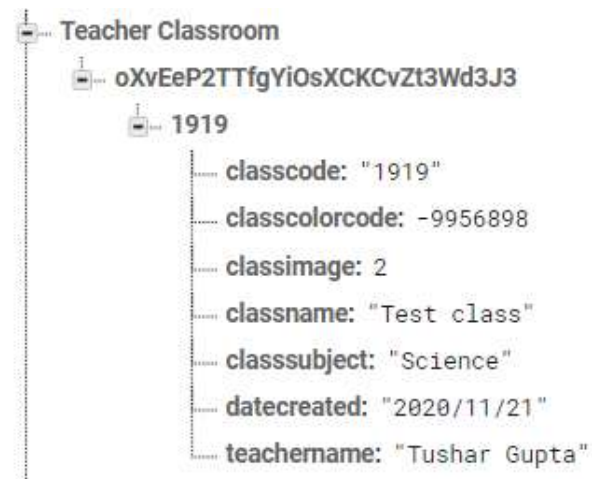 Teacher Classroom
oXvEeP2TTfgYiOsXCKCvZt3Wd3J3
1919
classcode: "1919"
classcolorcode: -9956898
classimage: 2
classname: "Test class"
classsubject: "Science"
datecreated: "2020/11/21"
teachername: "Tushar Gupta"